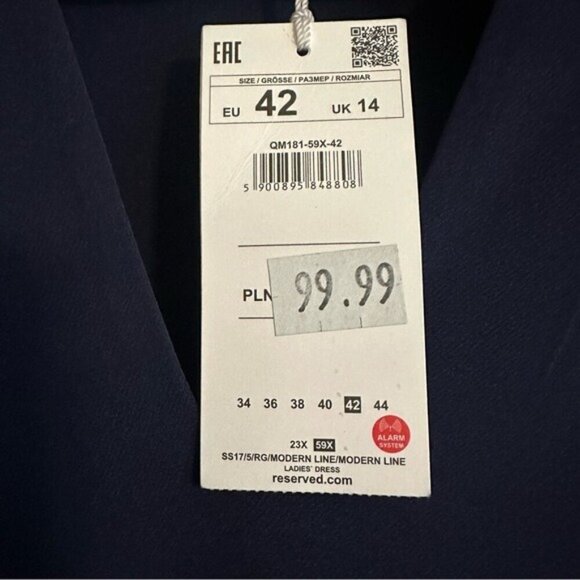 EAC
SIZE / GRÖSSE / РАЗМЕР / ROZMIAR
EU 42 UK 14
QM181-59X-42
5 900895 848808
PLN 99.99
34 36 38 40 42 44
ALARM
SYSTEM
23X 59X
SS17/5/RG/MODERN LINE/MODERN LINE
LADIES` DRESS
reserved.com